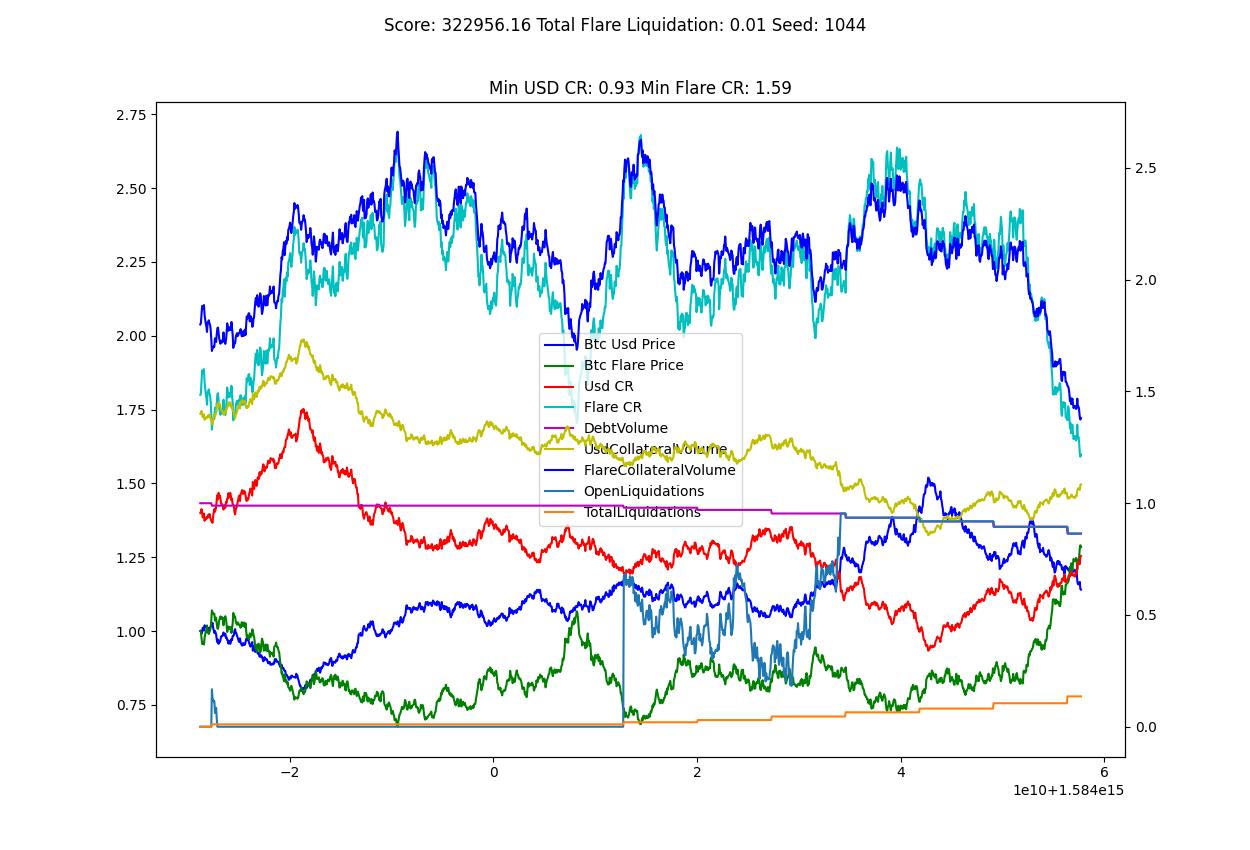 Score: 322956.16 Total Flare Liquidation: 0.01 Seed: 1044
Min USD CR: 0.93 Min Flare CR: 1.59
2.75
2.50
2.25
2.00
1.75
1.50
1.25
1.00
0.75
2.5
2.0
1.5
1.0
0.5
0.0
Btc Usd Price
Btc Flare Price
Usd CR
Flare CR
DebtVolume
UsdCollateralVolume
FlareCollateralVolume
OpenLiquidations
TotalLiquidations
−2 0 2 4 6
1e10+1.584e15